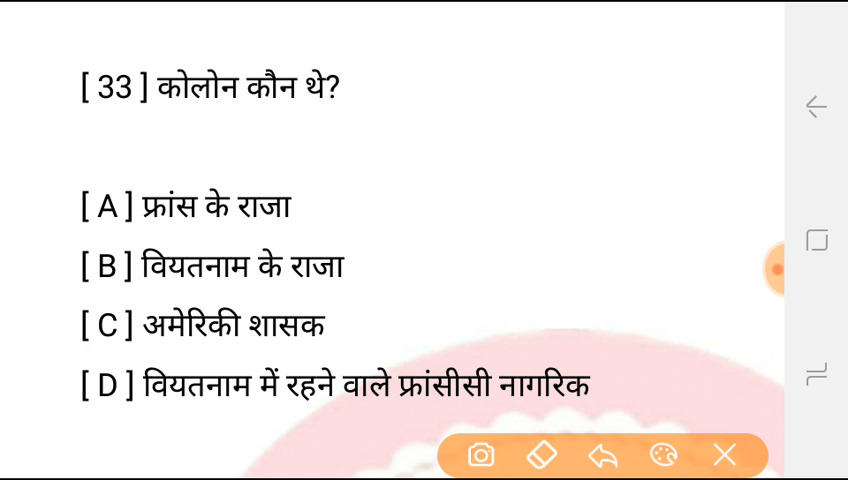 [ 33 ] कोलोन कौन थे?
[ A ] फ्रांस के राजा
[ B ] वियतनाम के राजा
[ C ] अमेरिकी शासक
[ D ] वियतनाम में रहने वाले फ्रांसीसी नागरिक